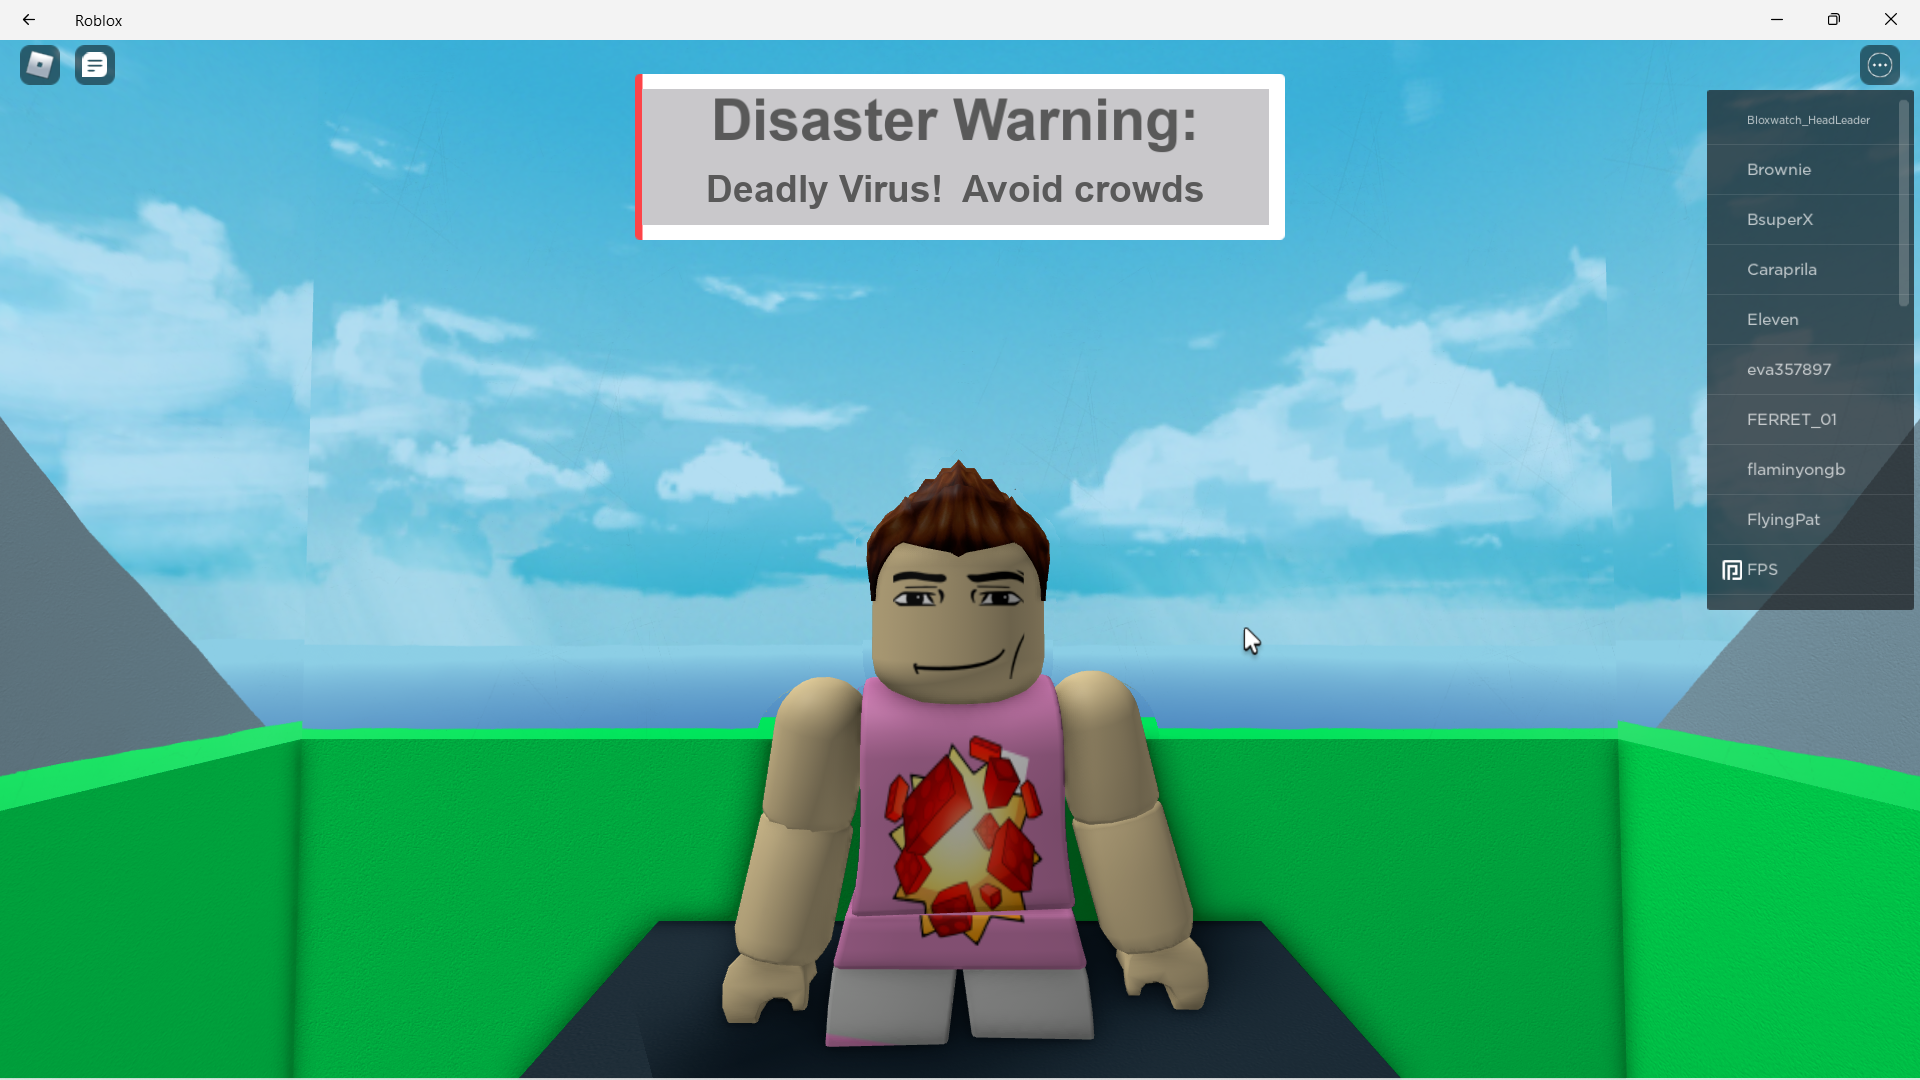 Roblox
Disaster Warning:
Deadly Virus! Avoid crowds
Bloxwatch_HeadLeader
Brownie
BsuperX
Caraprila
Eleven
eva357897
FERRET_01
flaminyongb
FlyingPat
FPS